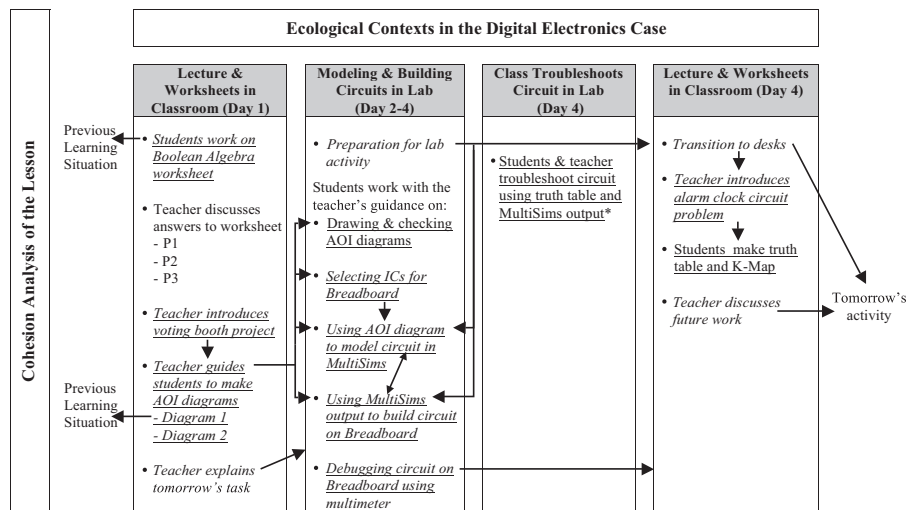 Ecological Contexts in the Digital Electronics Case
Cohesion Analysis of the Lesson
Previous
Learning
Situation
Previous
Learning
Situation
Lecture &
Worksheets in
Classroom (Day 1)
• Students work on
Boolean Algebra
worksheet
• Teacher discusses
answers to worksheet
- P1
- P2
- P3
• Teacher introduces
voting booth project
• Teacher guides
students to make
AOI diagrams
- Diagram 1
- Diagram 2
• Teacher explains
tomorrow's task
Modeling & Building
Circuits in Lab
(Day 2-4)
• Preparation for lab
activity
Students work with the
teacher's guidance on:
• Drawing & checking
AOI diagrams
• Selecting ICs for
Breadboard
• Using AOI diagram
to model circuit in
MultiSims
• Using MultiSims
output to build circuit
on Breadboard
• Debugging circuit on
Breadboard using
multimeter
Class Troubleshoots
Circuit in Lab
(Day 4)
• Students & teacher
troubleshoot circuit
using truth table and
MultiSims output*
Lecture & Worksheets
in Classroom (Day 4)
• Transition to desks
• Teacher introduces
alarm clock circuit
problem
• Students make truth
table and K-Map
• Teacher discusses
future work
Tomorrow's
activity